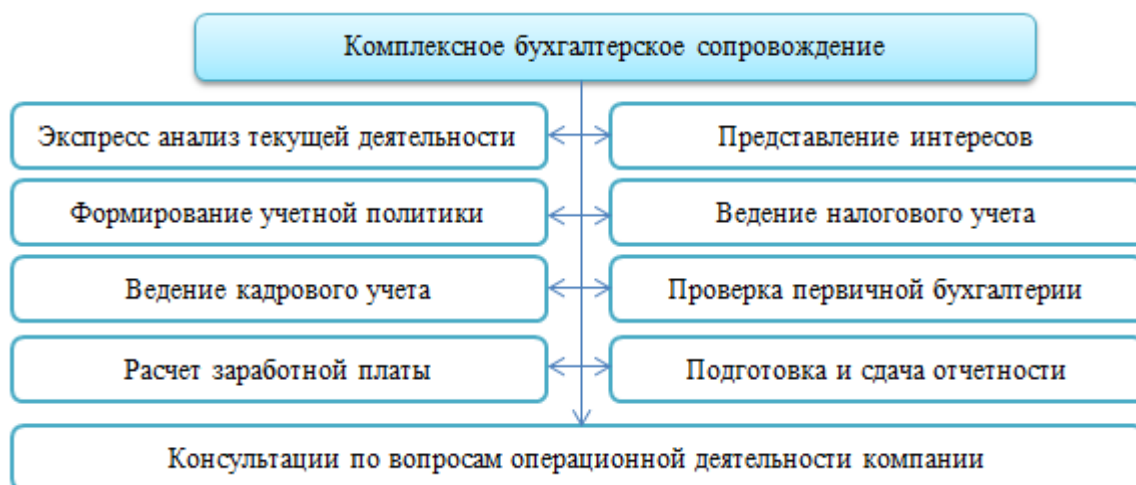 Комплексное бухгалтерское сопровождение
Экспресс анализ текущей деятельности
Представление интересов
Формирование учетной политики
Ведение налогового учета
Ведение кадрового учета
Проверка первичной бухгалтерии
Расчет заработной платы
Подготовка и сдача отчетности
Консультации по вопросам операционной деятельности компании